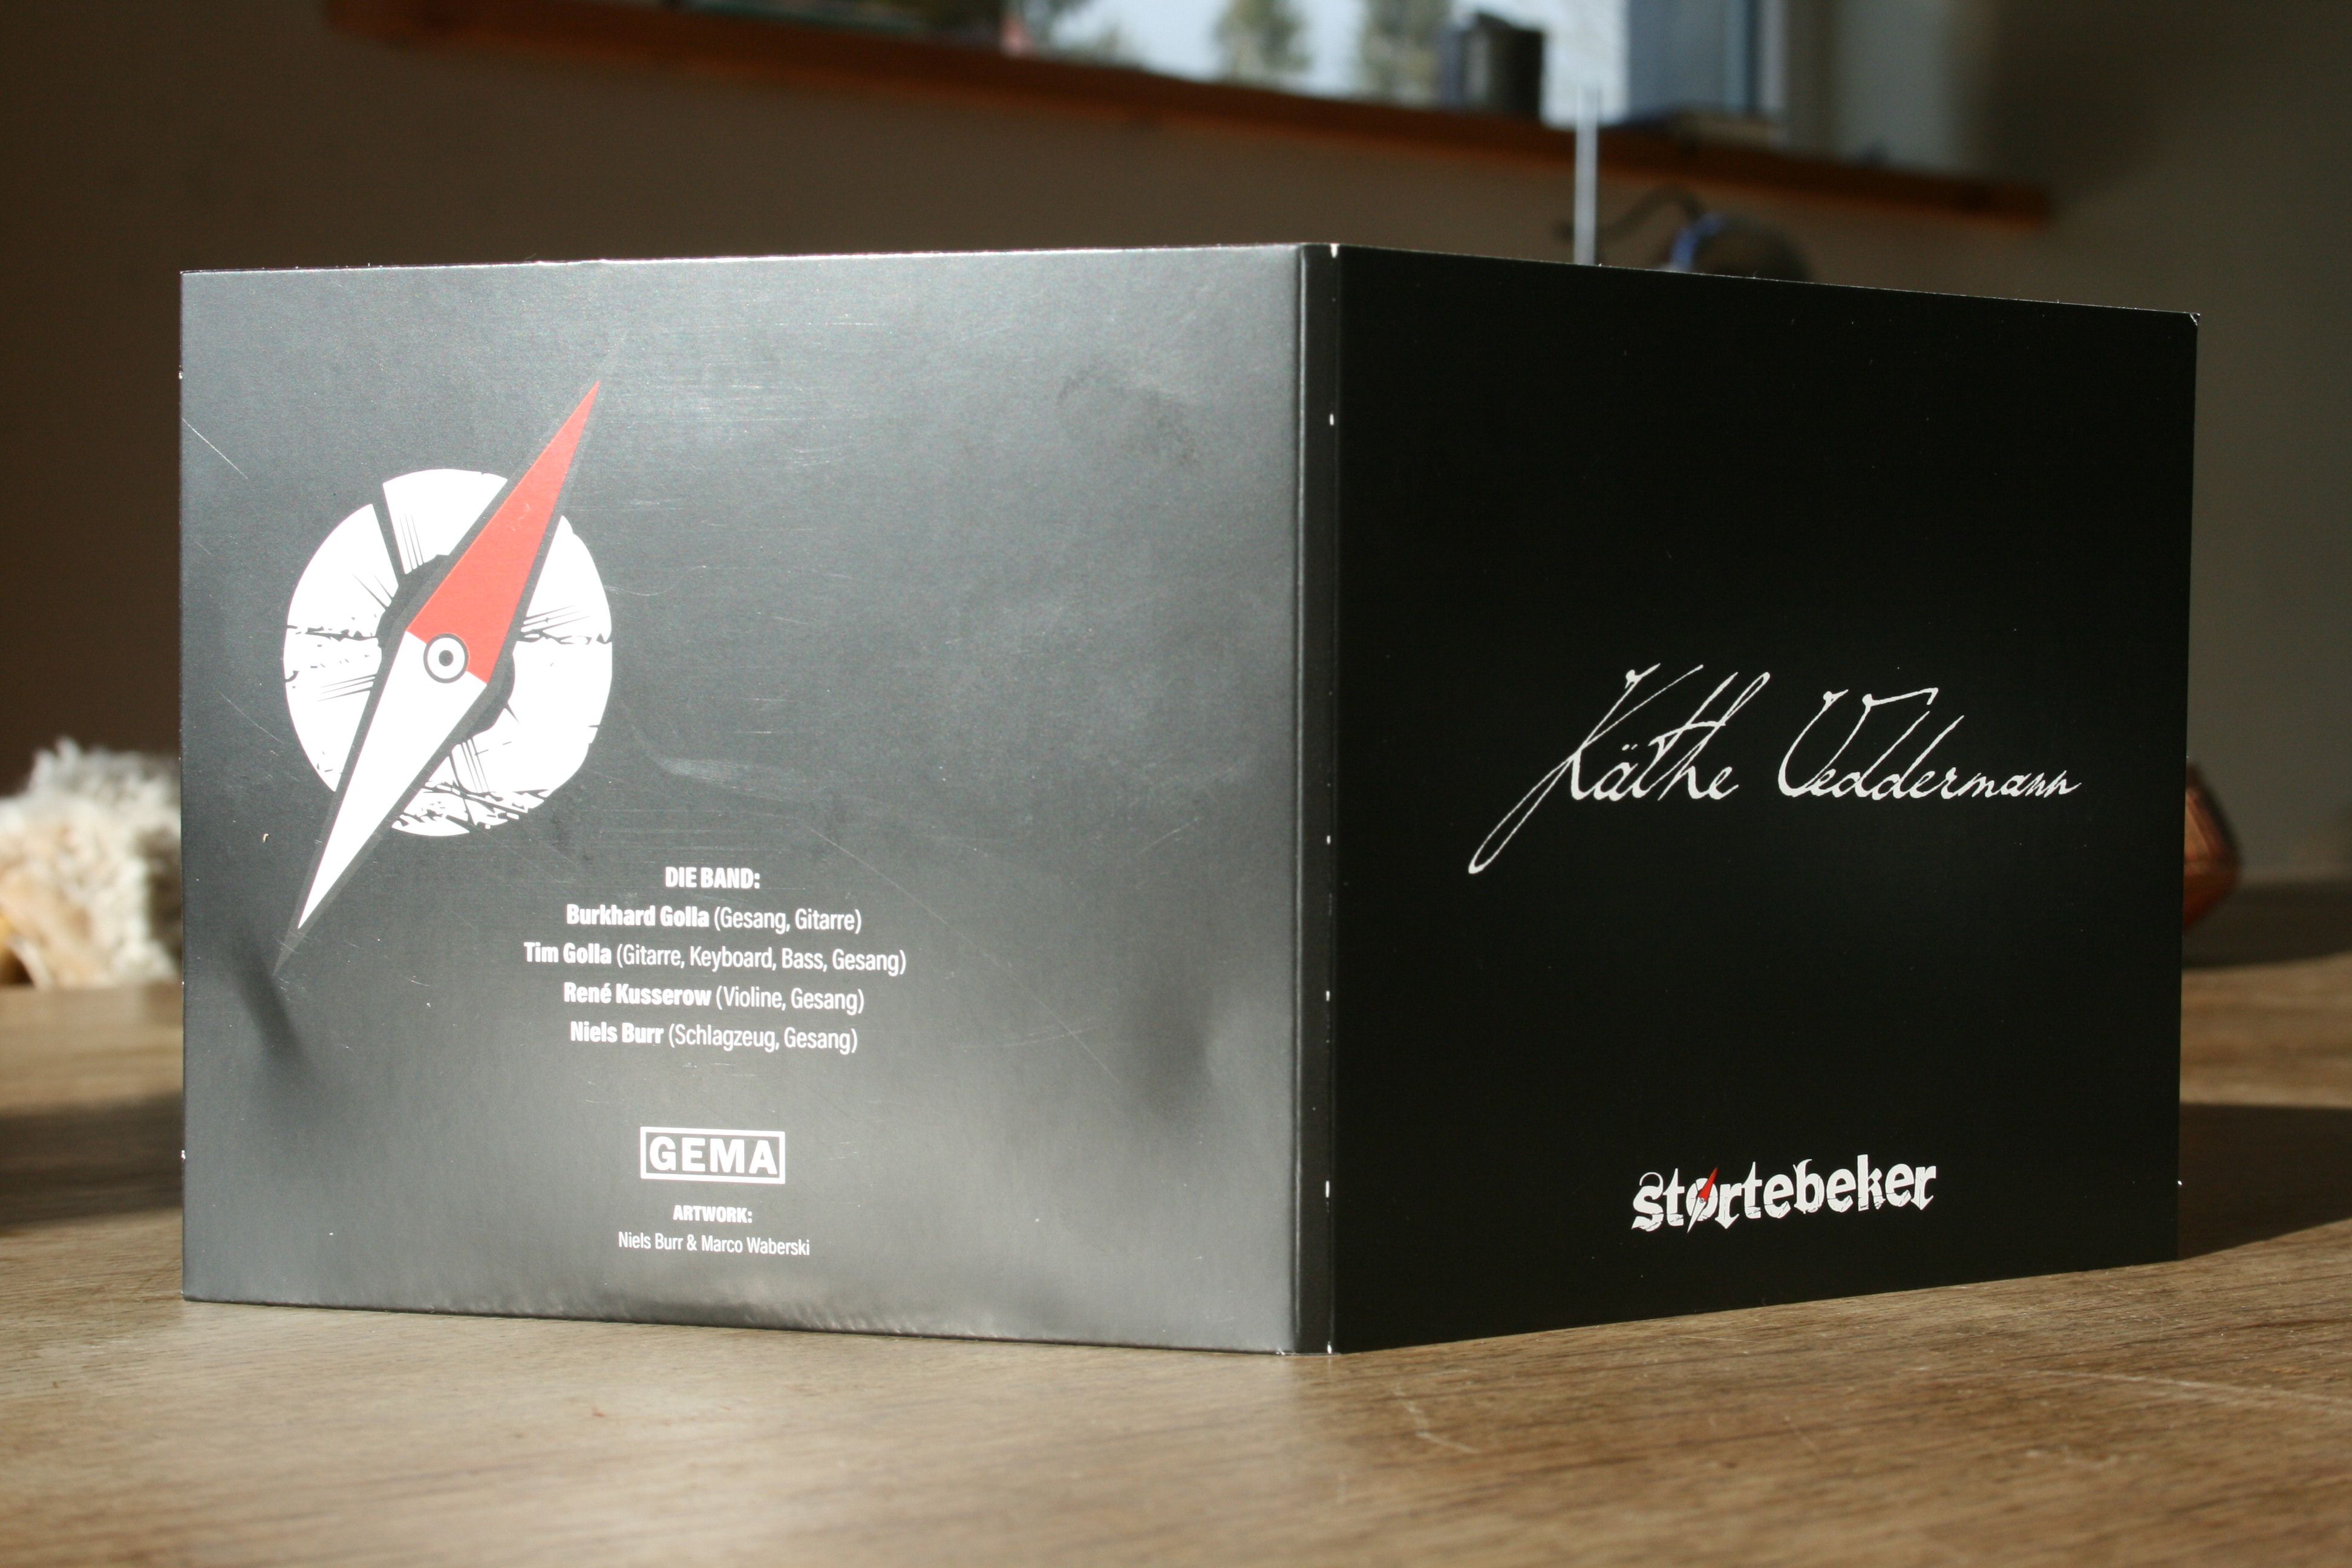 DIE BAND:
Burkhard Golla (Gesang, Gitarre)
Tim Golla (Gitarre, Keyboard, Bass, Gesang)
René Kusserow (Violine, Gesang)
Niels Burr (Schlagzeug, Gesang)
GEMA
ARTWORK:
Niels Burr & Marco Waberski
Käthe Veddermann
størtebeker